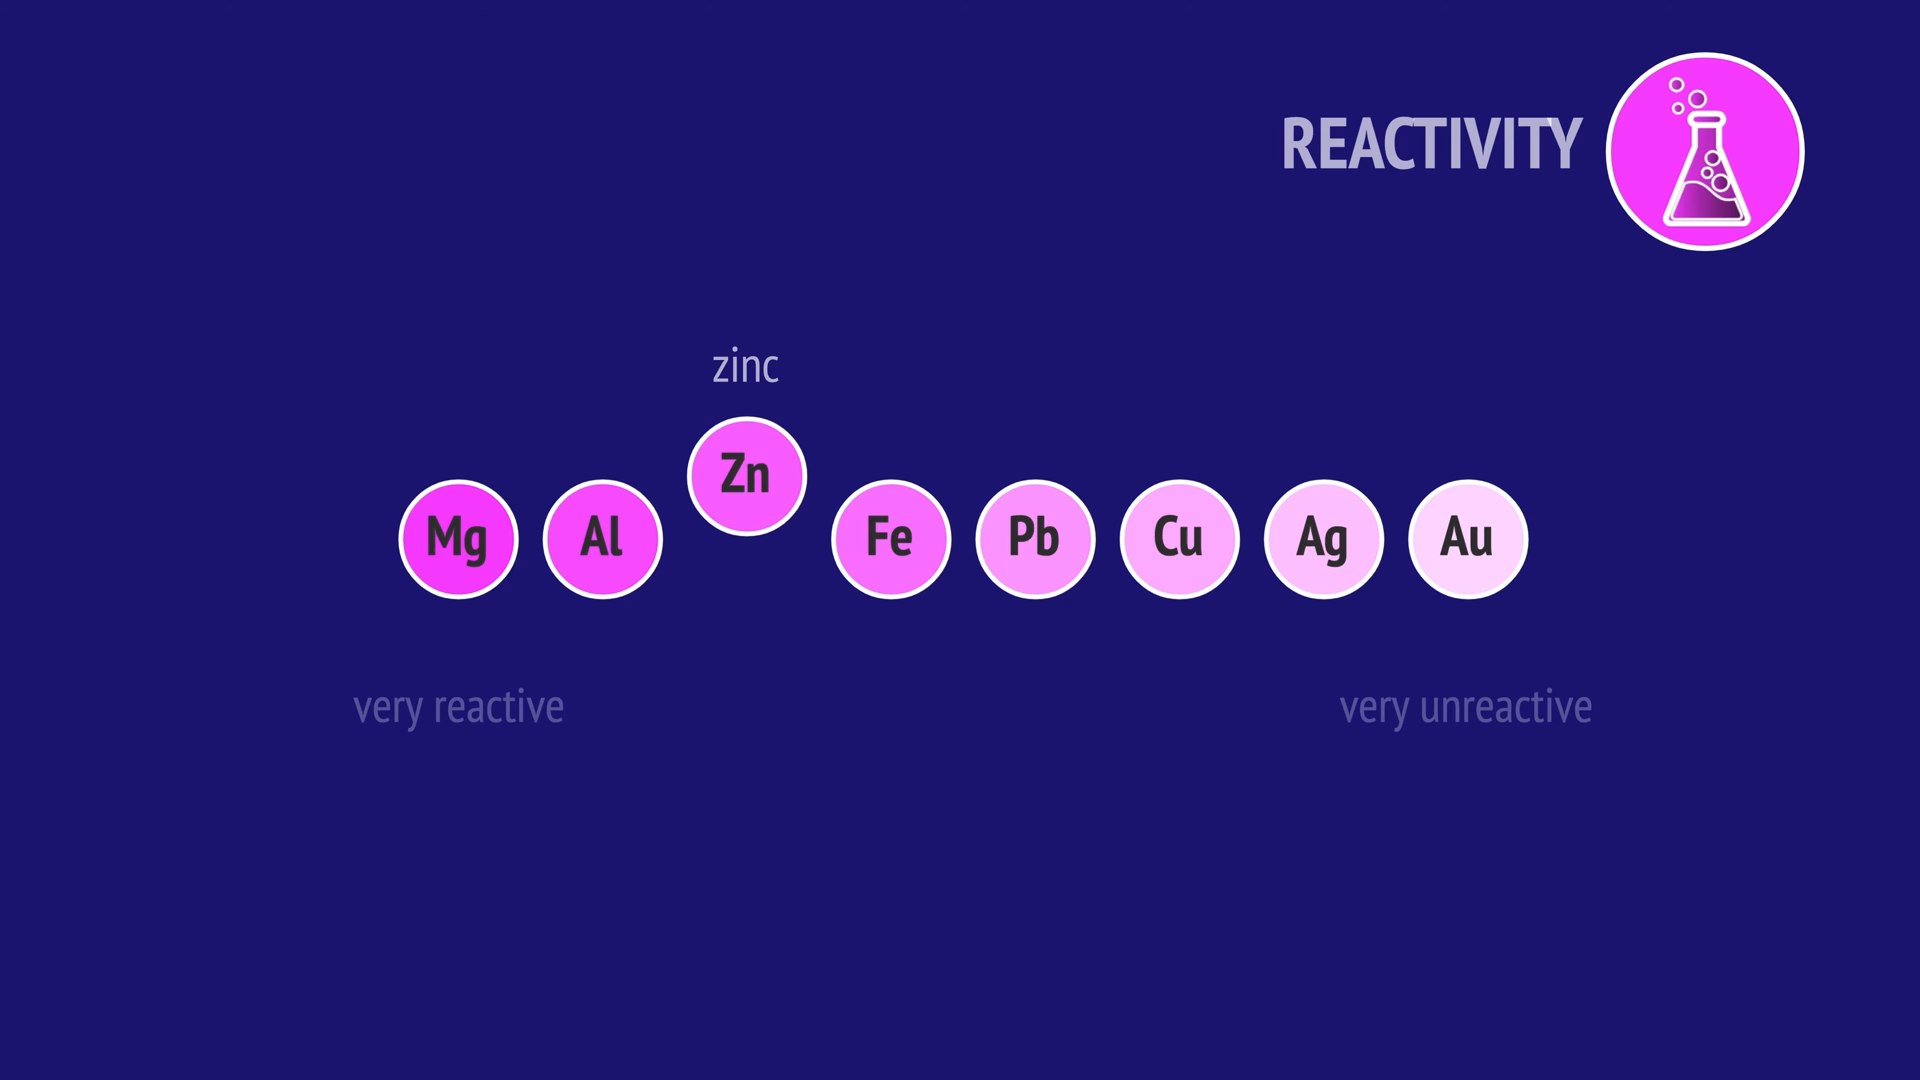 REACTIVITY
zinc
Zn
Mg Al Fe Pb Cu Ag Au
very reactive very unreactive